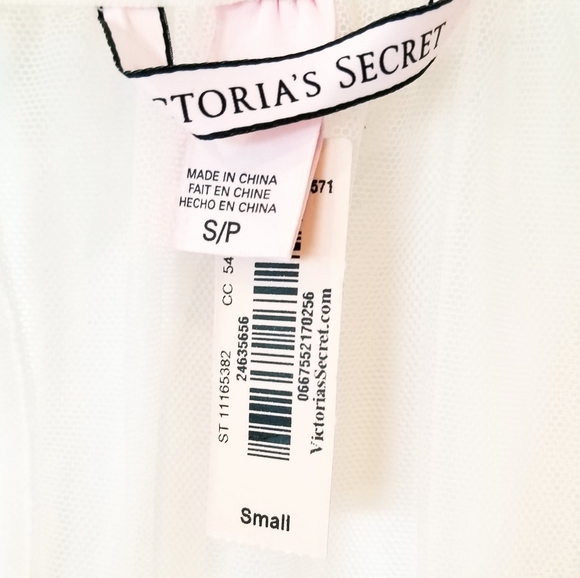 TORIA'S SECRET
MADE IN CHINA
FAIT EN CHINE
HECHO EN CHINA
S/P
571
CC 54
ST 11165382
24635656
0667552170256
VictoriasSecret.com
Small